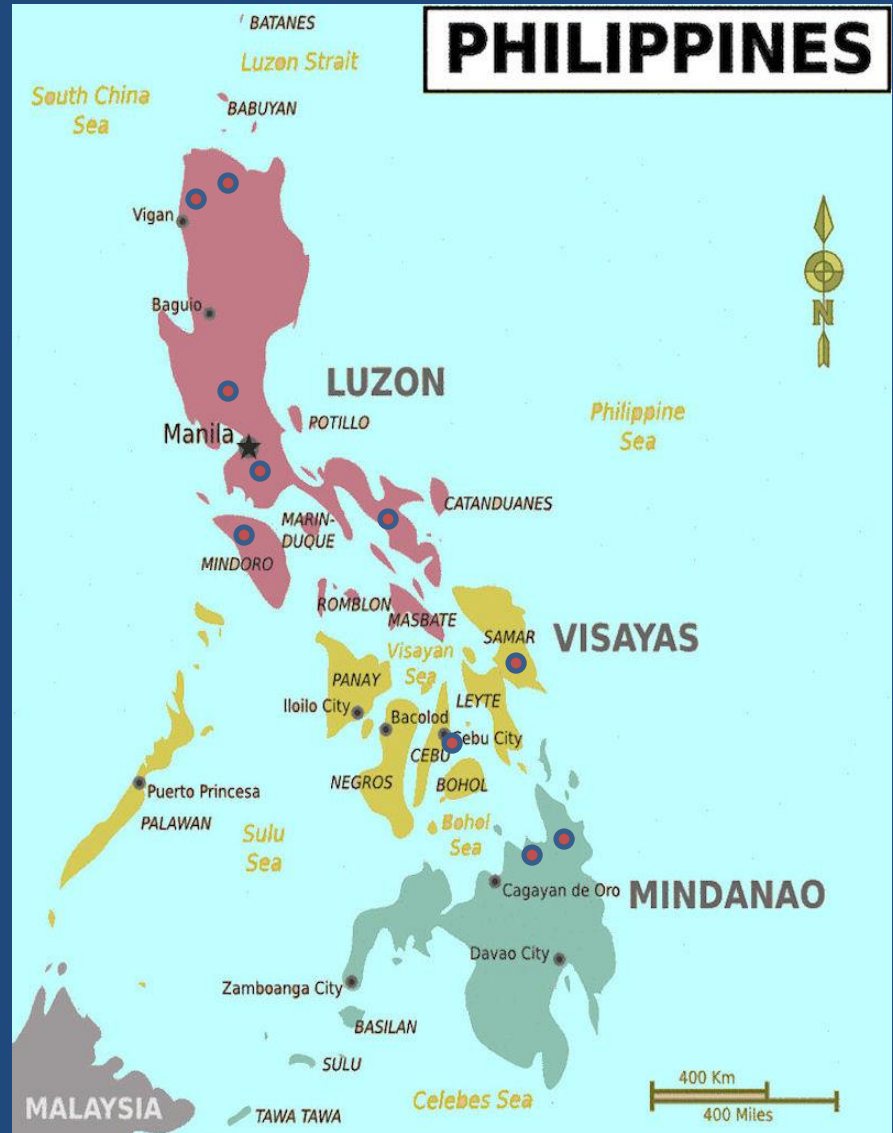 PHILIPPINES
BATANES
Luzon Strait
South China
Sea
BABUYAN
Vigan
Baguio
N
LUZON
Philippine
Sea
POTILLO
Manila
CATANDUANES
MARIN-
DUQUE
MINDORO
ROMBLON
MASBATE
SAMAR
VISAYAS
Visayan
Sea
PANAY
LEYTE
Iloilo City
Bacolod
Cebu City
CEBU
NEGROS
BOHOL
Puerto Princesa
PALAWAN
Sulu
Sea
Bohol
Sea
Cagayan de Oro
MINDANAO
Davao City
Zamboanga City
BASILAN
SULU
Celebes Sea
TAWA TAWA
MALAYSIA
400 Km
400 Miles